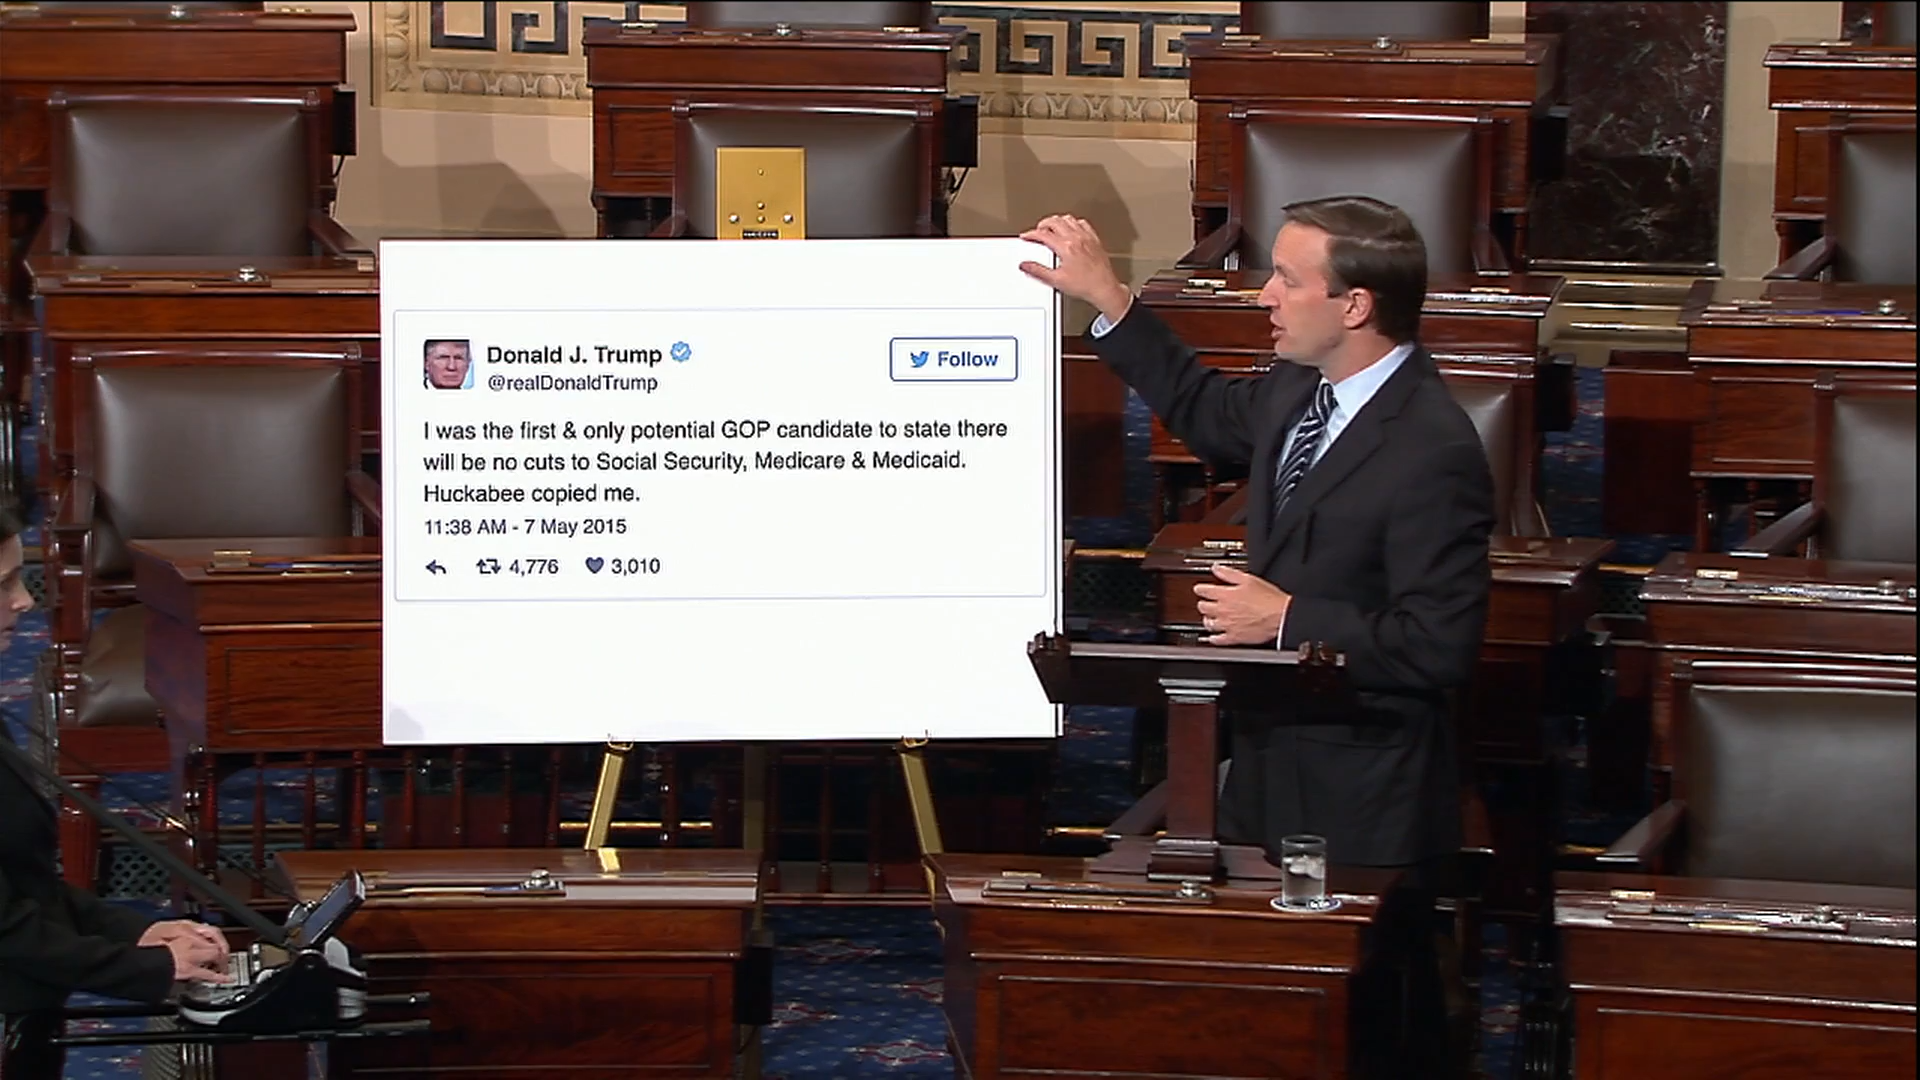 Donald J. Trump
@realDonaldTrump
Follow
I was the first & only potential GOP candidate to state there
will be no cuts to Social Security, Medicare & Medicaid.
Huckabee copied me.
11:38 AM - 7 May 2015
4,776 3,010